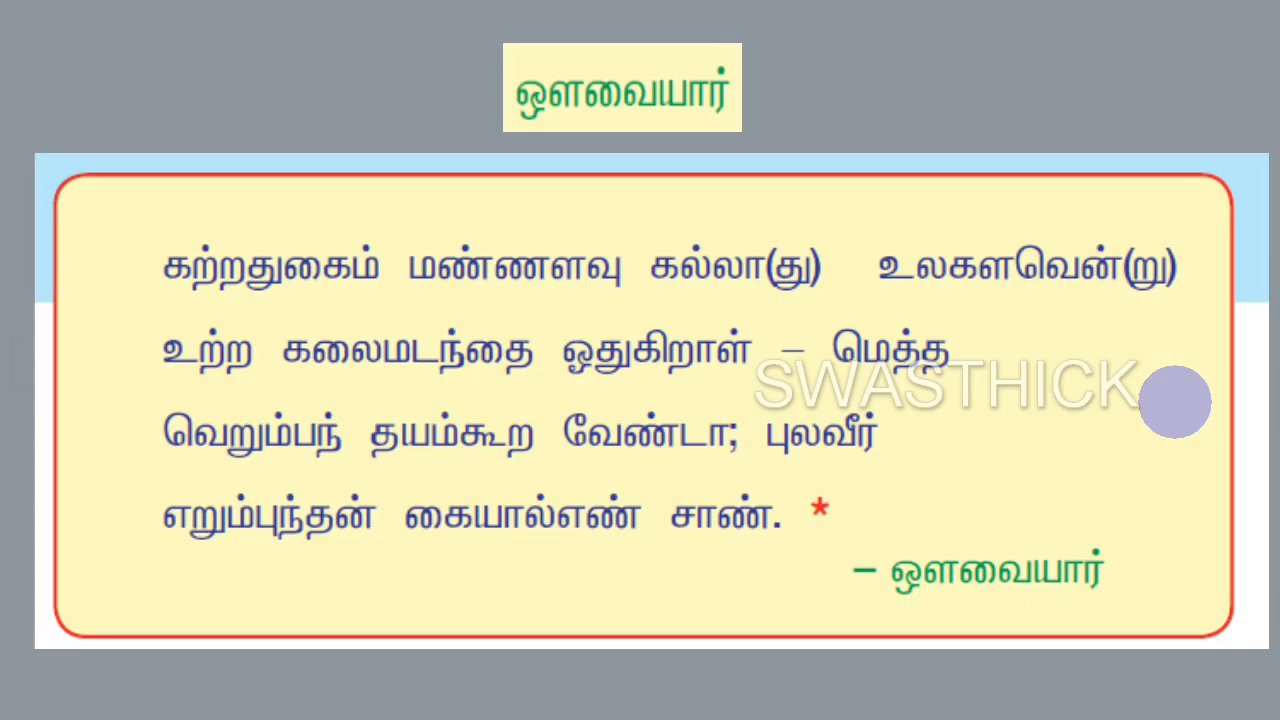 ஔவையார்
கற்றதுகைம் மண்ணளவு கல்லா(து) உலகளவென்(று)
உற்ற கலைமடந்தை ஓதுகிறாள் – மெத்த
SWASTHICK
வெறும்பந் தயம்கூற வேண்டா; புலவீர்
எறும்புந்தன் கையால்எண் சாண். *
– ஔவையார்